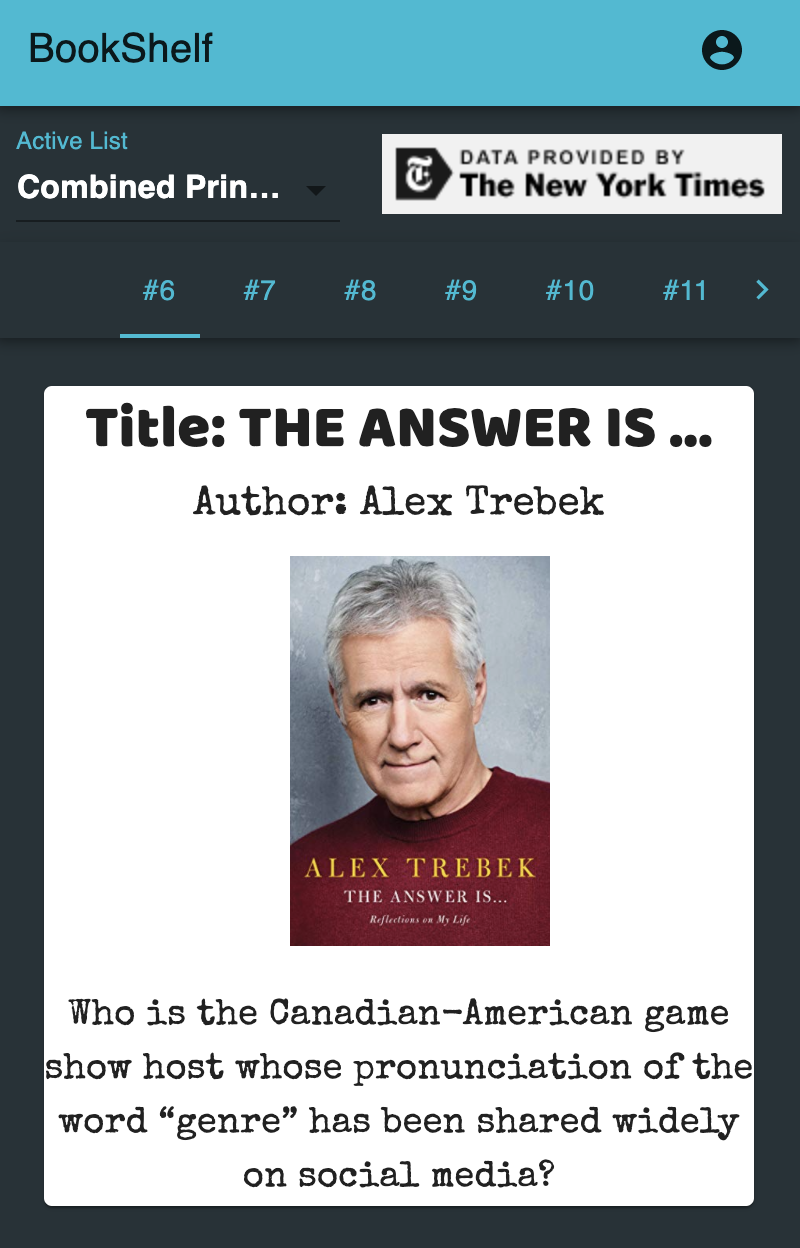 BookShelf
Active List
Combined Prin...
DATA PROVIDED BY
The New York Times
#6 #7 #8 #9 #10 #11
Title: THE ANSWER IS ...
Author: Alex Trebek
ALEX TREBEK
THE ANSWER IS...
Reflections on My Life
Who is the Canadian-American game
show host whose pronunciation of the
word “genre” has been shared widely
on social media?